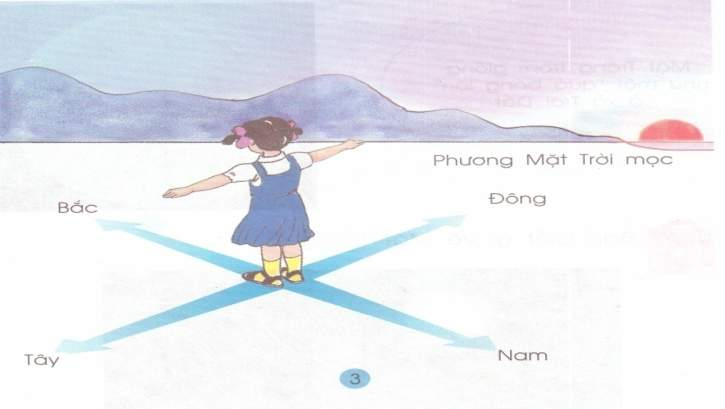 Phương Mặt Trời mọc
Bắc
Đông
Tây
Nam
3